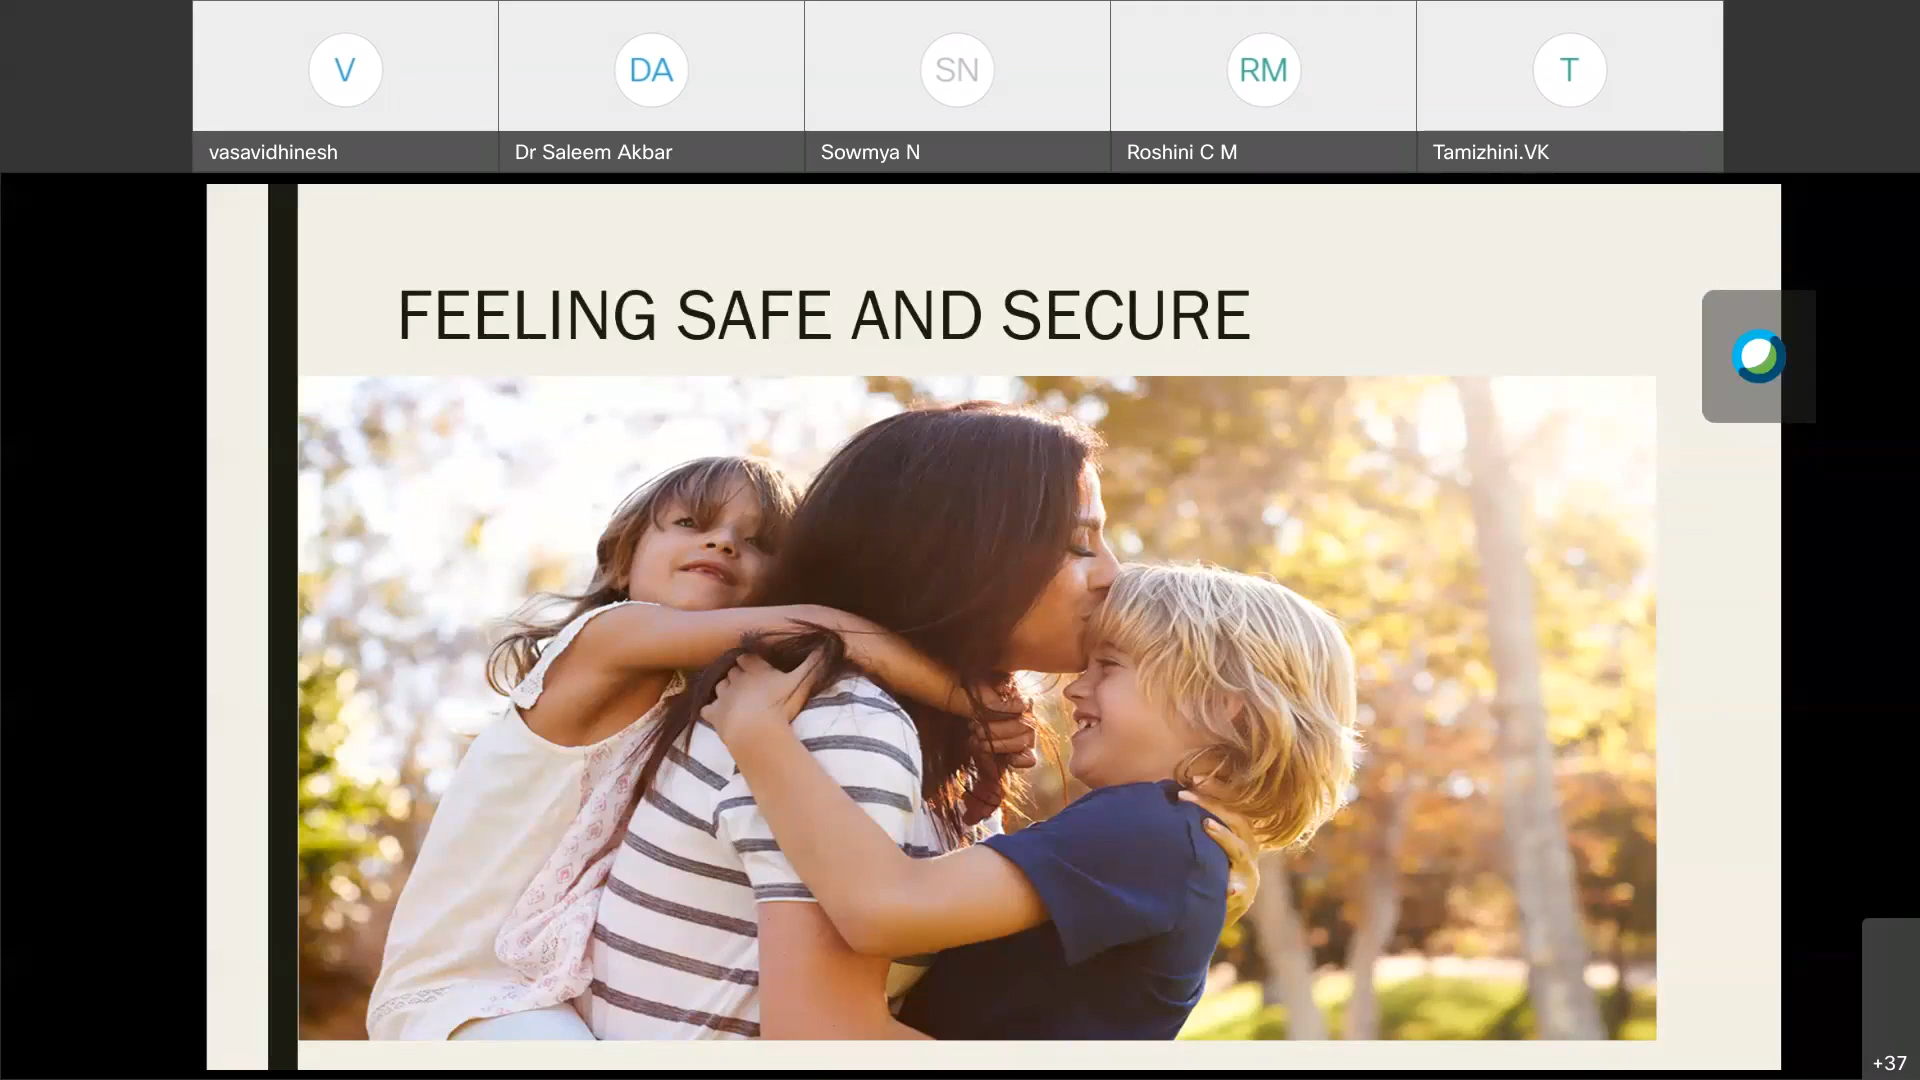 V
DA
SN
RM
T
vasavidhinesh
Dr Saleem Akbar
Sowmya N
Roshini C M
Tamizhini.VK
FEELING SAFE AND SECURE
+37